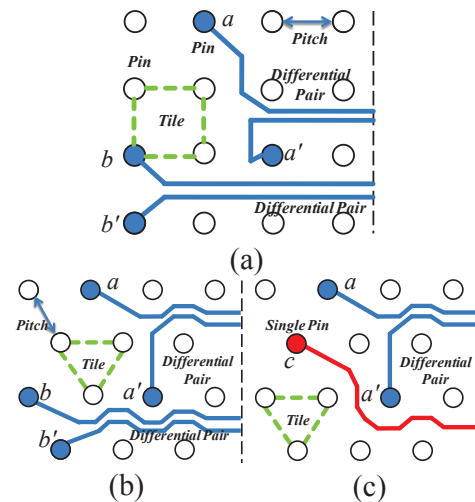 a
Pin
Pitch
Pin
Differential
Pair
Tile
b
a'
b'
Differential Pair
(a)
a
Pitch
Tile
Differential
Pair
b
a'
b'
Differential Pair
(b)
a
Single Pin
c
Differential
Pair
a'
Tile
(c)